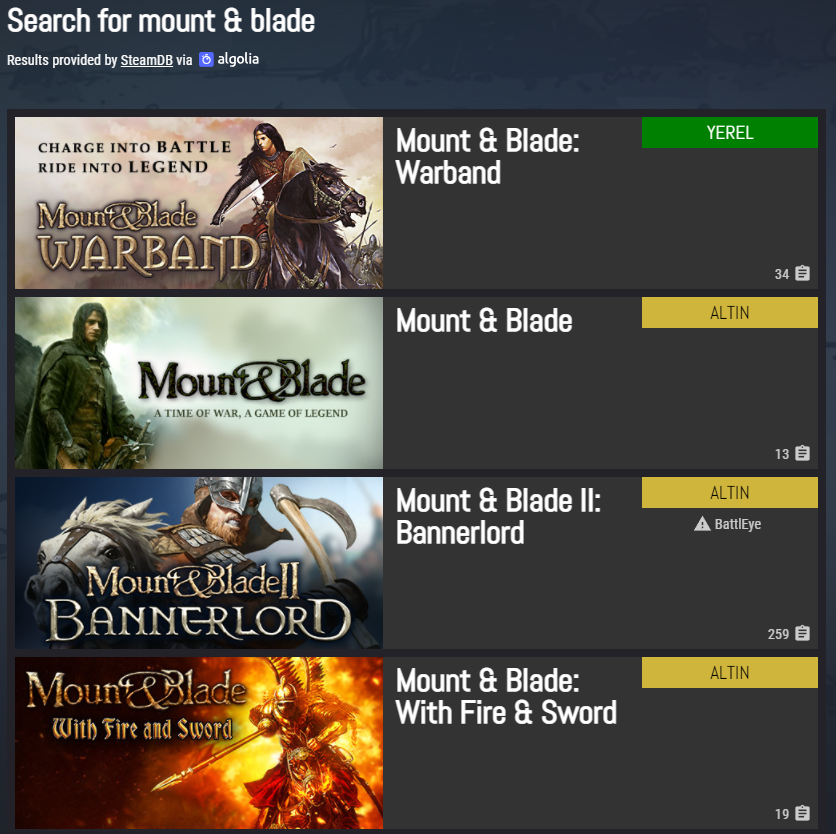 Search for mount & blade
Results provided by SteamDB via algolia
CHARGE INTO BATTLE
RIDE INTO LEGEND
Mount&Blade
WARBAND
Mount & Blade:
Warband
YEREL
34
Mount&Blade
A TIME OF WAR, A GAME OF LEGEND
Mount & Blade
ALTIN
13
Mount&Blade II
BANNERLORD
Mount & Blade II:
Bannerlord
ALTIN
BattlEye
259
Mount&Blade
With Fire and Sword
Mount & Blade:
With Fire & Sword
ALTIN
19